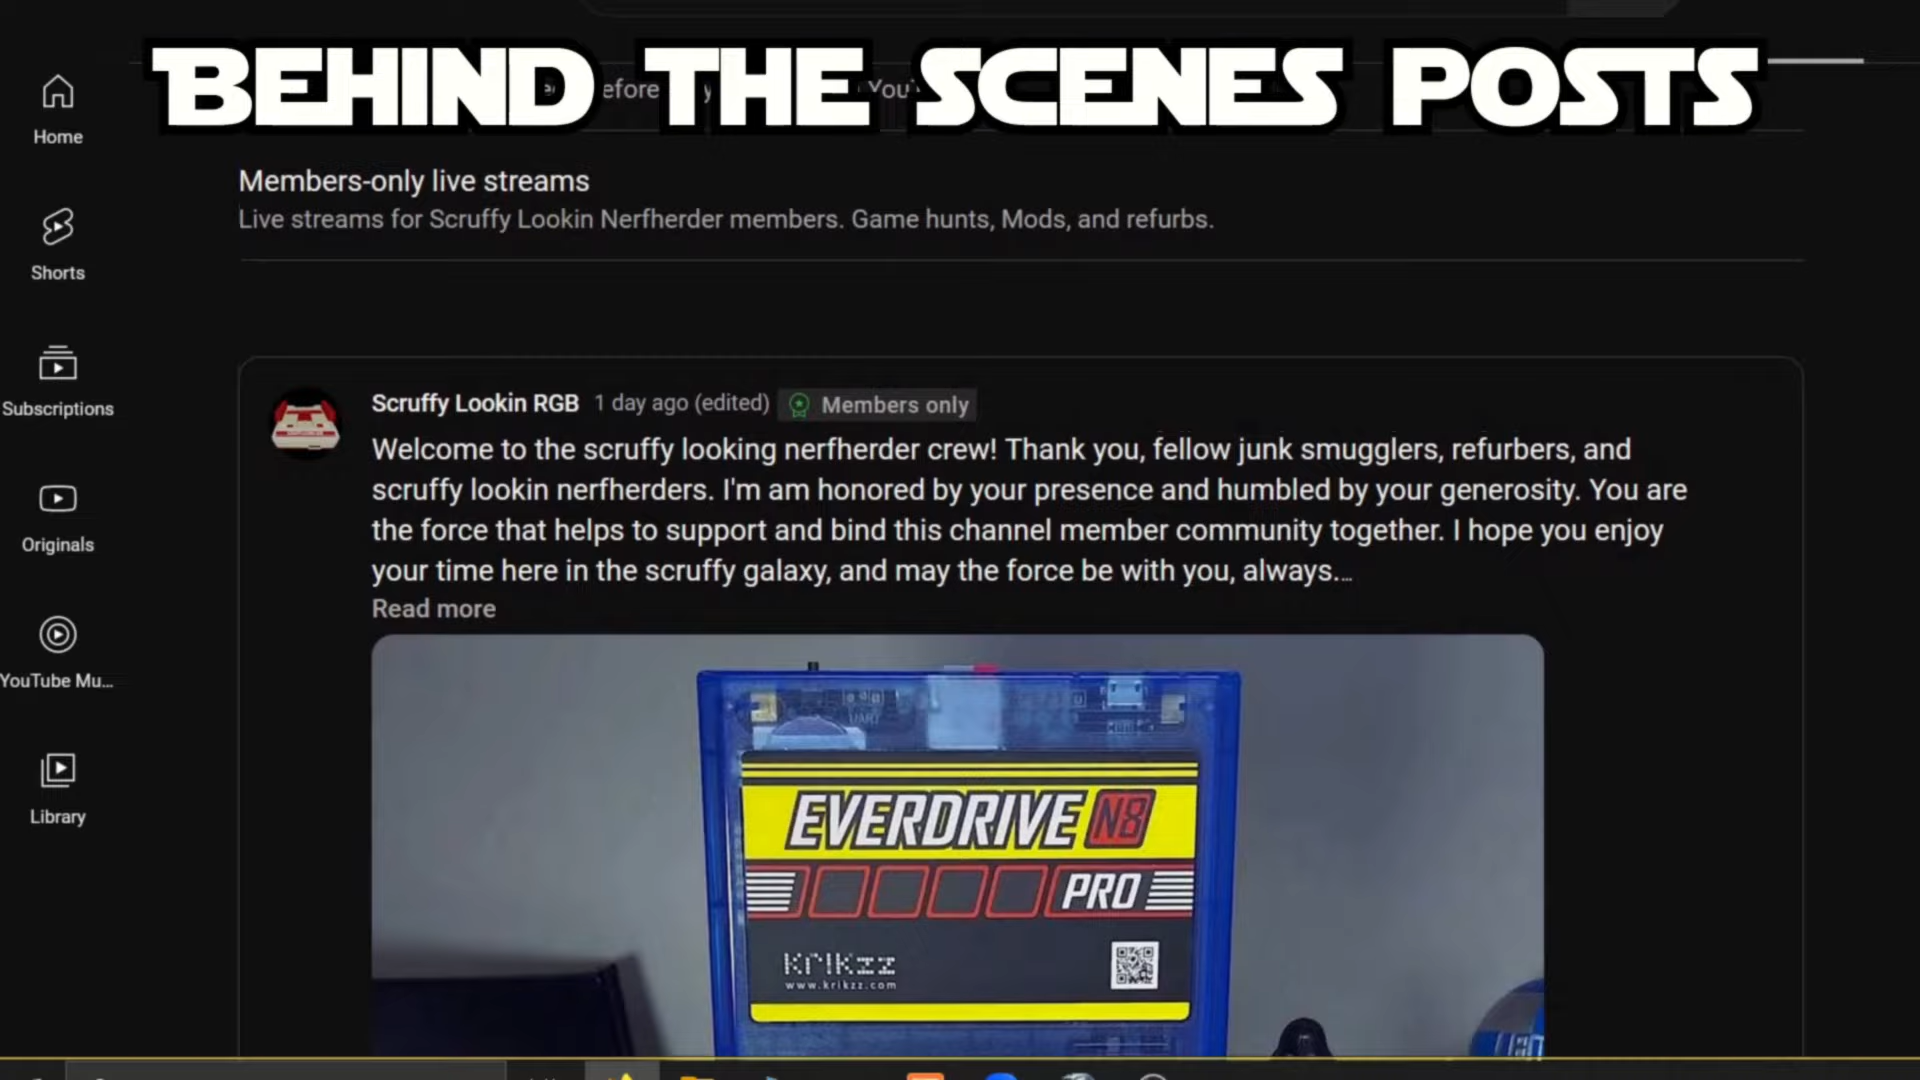 BEHIND THE SCENES POSTS
Home
Members-only live streams
Live streams for Scruffy Lookin Nerfherder members. Game hunts, Mods, and refurbs.
Shorts
Subscriptions
Scruffy Lookin RGB 1 day ago (edited) Members only
Welcome to the scruffy looking nerfherder crew! Thank you, fellow junk smugglers, refurbers, and
scruffy lookin nerfherders. I'm am honored by your presence and humbled by your generosity. You are
the force that helps to support and bind this channel member community together. I hope you enjoy
your time here in the scruffy galaxy, and may the force be with you, always....
Read more
Originals
YouTube Mu...
Library
UART
EVERDRIVE N8
PRO
krikzz
www.krikzz.com